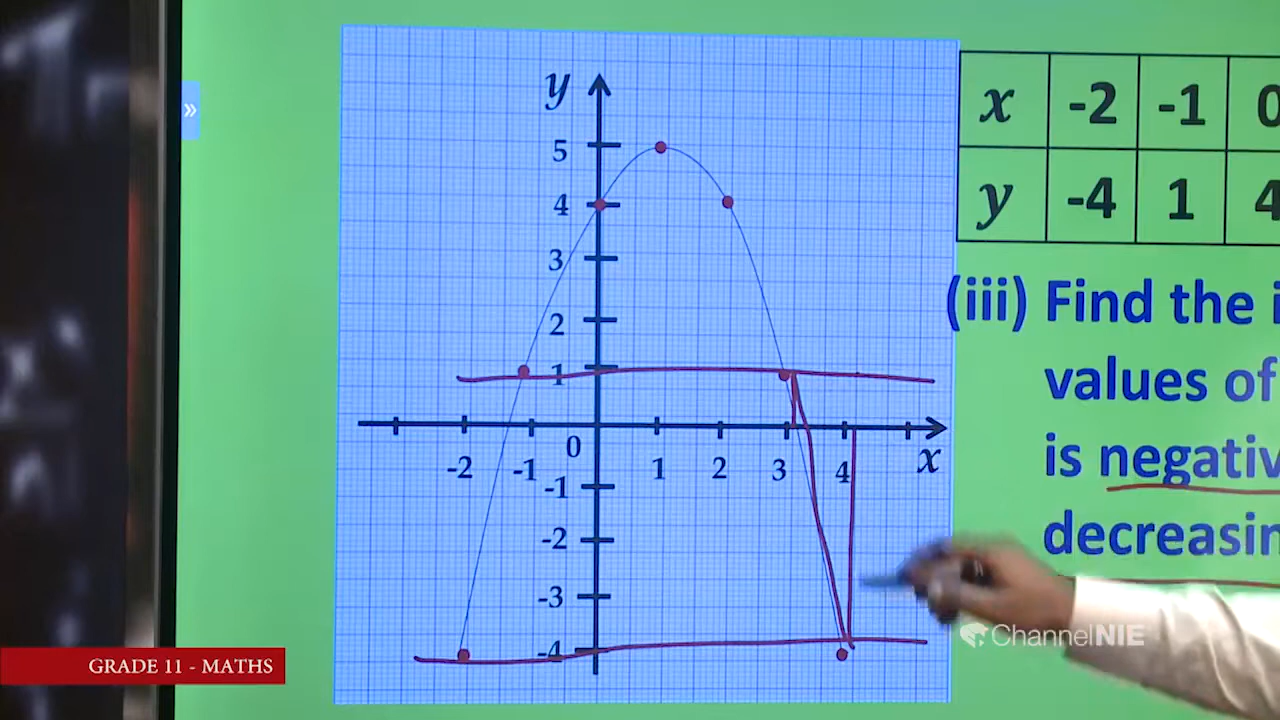 »
y
5
4
3
2
1
0
-2 -1 1 2 3 4 x
-1
-2
-3
-4
x -2 -1 0
y -4 1 4
(iii) Find the i
values of
is negativ
decreasin
ChannelNIE
GRADE 11 - MATHS